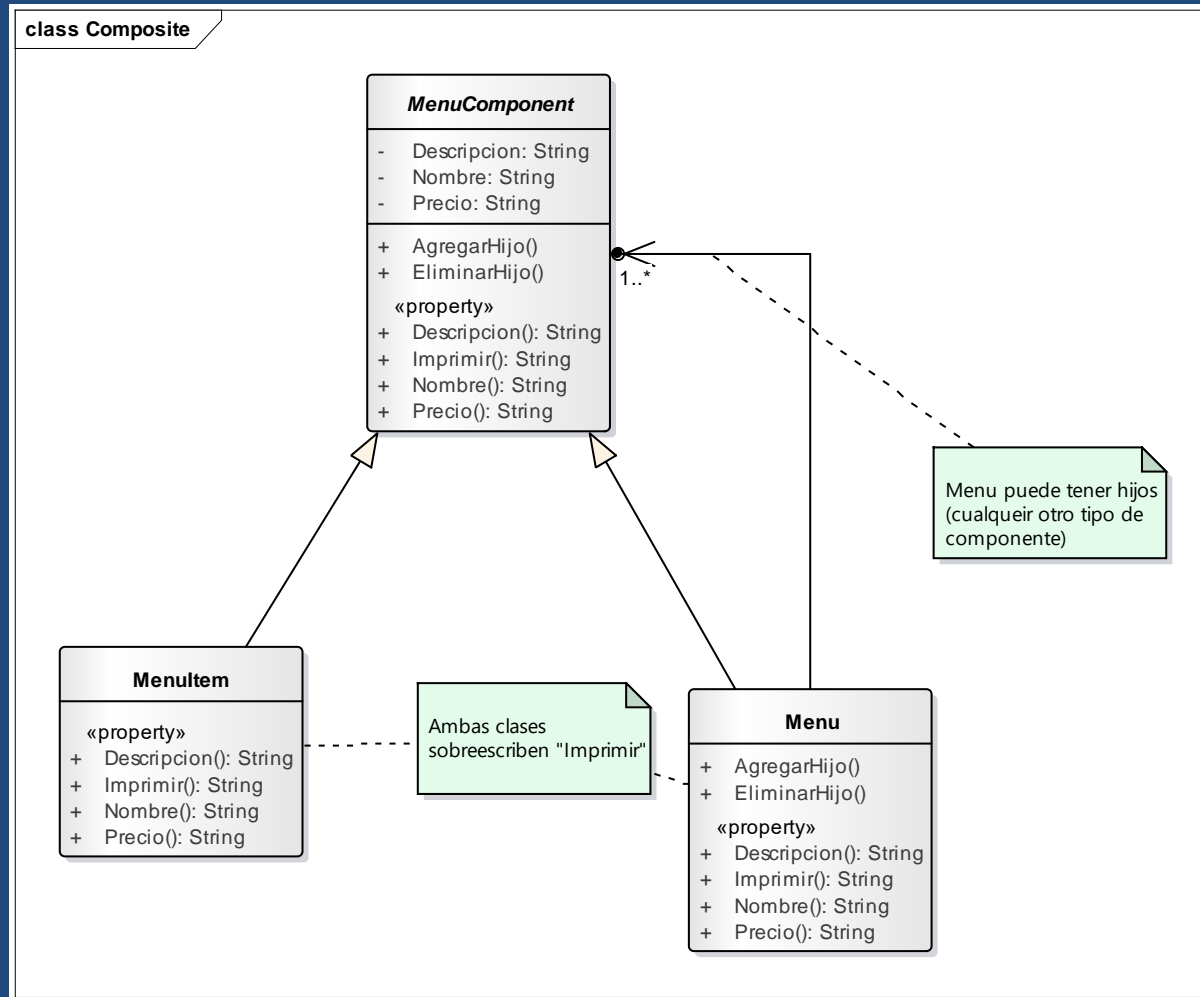 class Composite
MenuComponent
- Descripcion: String
- Nombre: String
- Precio: String
+ AgregarHijo()
+ EliminarHijo()
«property»
+ Descripcion(): String
+ Imprimir(): String
+ Nombre(): String
+ Precio(): String
1..*
Menu puede tener hijos
(cualqueir otro tipo de
componente)
MenuItem
«property»
+ Descripcion(): String
+ Imprimir(): String
+ Nombre(): String
+ Precio(): String
Ambas clases
sobreescriben "Imprimir"
Menu
+ AgregarHijo()
+ EliminarHijo()
«property»
+ Descripcion(): String
+ Imprimir(): String
+ Nombre(): String
+ Precio(): String